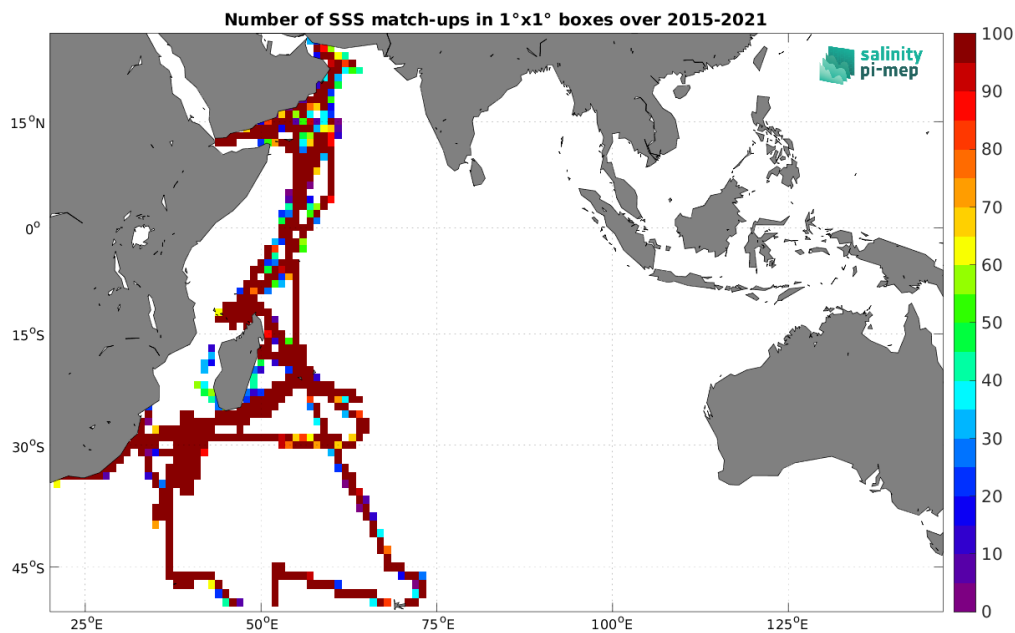 Number of SSS match-ups in 1°x1° boxes over 2015-2021
salinity
pi-mep
15°N
0°
15°S
30°S
45°S
25°E
50°E
75°E
100°E
125°E
100
90
80
70
60
50
40
30
20
10
0